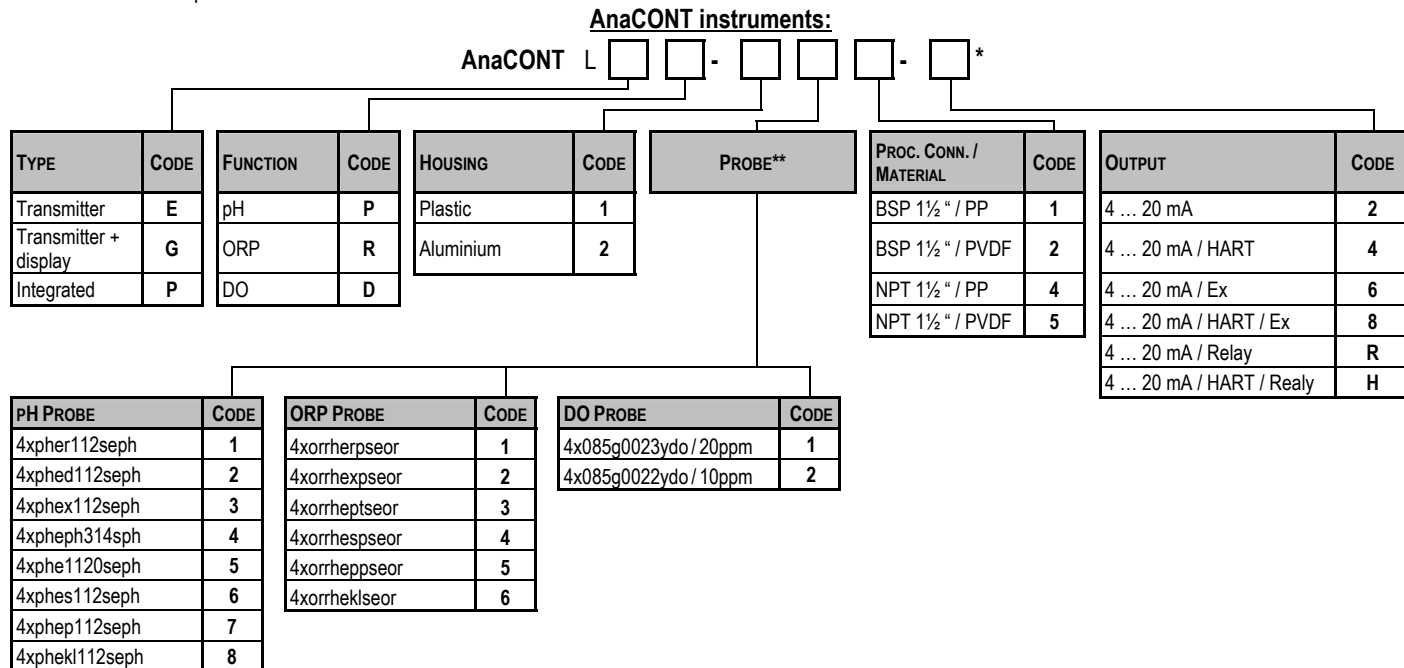 AnaCONT instruments:
AnaCONT L - - *
TYPE CODE
Transmitter E
Transmitter +
display G
Integrated P
FUNCTION CODE
pH P
ORP R
DO D
HOUSING CODE
Plastic 1
Aluminium 2
PROBE**
PROC. CONN. /
MATERIAL CODE
BSP 1½ “ / PP 1
BSP 1½ “ / PVDF 2
NPT 1½ “ / PP 4
NPT 1½ “ / PVDF 5
OUTPUT CODE
4 … 20 mA 2
4 … 20 mA / HART 4
4 … 20 mA / Ex 6
4 … 20 mA / HART / Ex 8
4 … 20 mA / Relay R
4 … 20 mA / HART / Realy H
PH PROBE CODE
4xpher112seph 1
4xphed112seph 2
4xphex112seph 3
4xpheph314sph 4
4xphe1120seph 5
4xphes112seph 6
4xphep112seph 7
4xphekl112seph 8
ORP PROBE CODE
4xorrherpseor 1
4xorrhexpseor 2
4xorrheptseor 3
4xorrhespseor 4
4xorrheppseor 5
4xorrheklseor 6
DO PROBE CODE
4x085g0023ydo / 20ppm 1
4x085g0022ydo / 10ppm 2